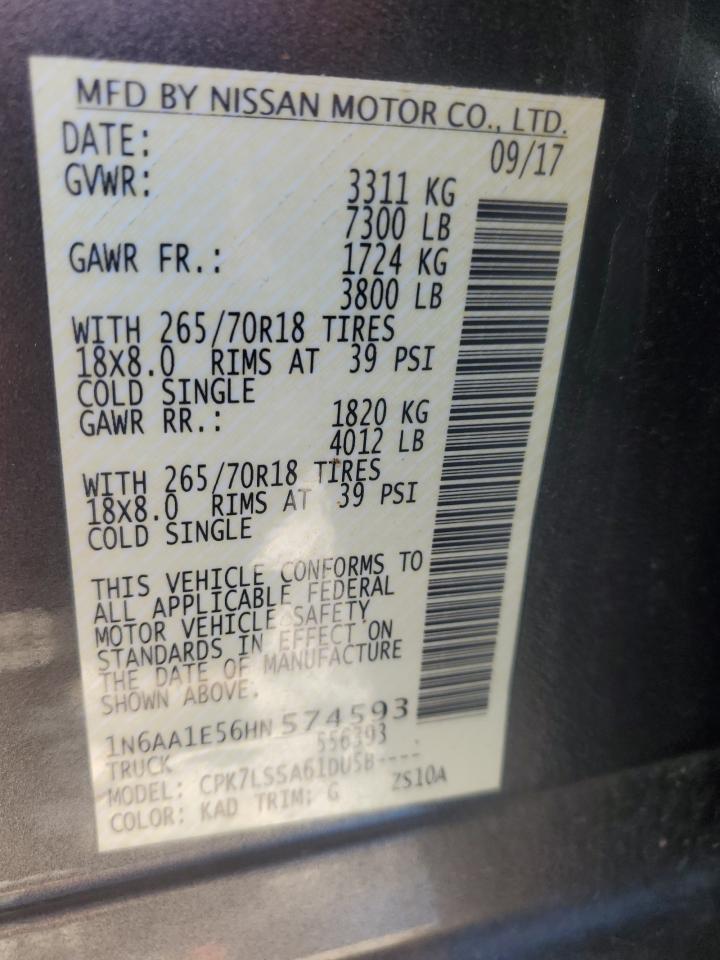 MFD BY NISSAN MOTOR CO., LTD.
DATE: 09/17
GVWR: 3311 KG
7300 LB
GAWR FR.: 1724 KG
3800 LB
WITH 265/70R18 TIRES
18X8.0 RIMS AT 39 PSI
COLD SINGLE
GAWR RR.: 1820 KG
4012 LB
WITH 265/70R18 TIRES
18X8.0 RIMS AT 39 PSI
COLD SINGLE
THIS VEHICLE CONFORMS TO
ALL APPLICABLE FEDERAL
MOTOR VEHICLE SAFETY
STANDARDS IN EFFECT ON
THE DATE OF MANUFACTURE
SHOWN ABOVE.
1N6AA1E56HN574593
TRUCK 556393
MODEL: CPK7LSSA61DUSB----
COLOR: KAD TRIM: G ZS10A